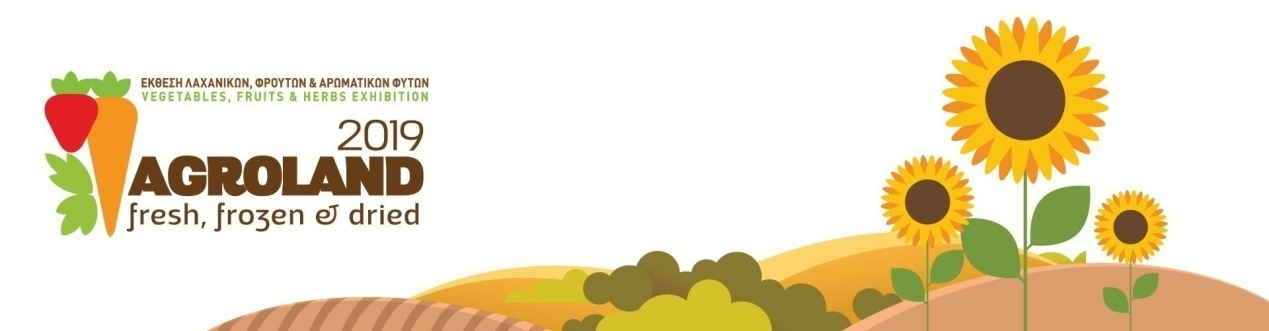 ΕΚΘΕΣΗ ΛΑΧΑΝΙΚΩΝ, ΦΡΟΥΤΩΝ & ΑΡΩΜΑΤΙΚΩΝ ΦΥΤΩΝ
VEGETABLES, FRUITS & HERBS EXHIBITION
2019
AGROLAND
fresh, frozen & dried